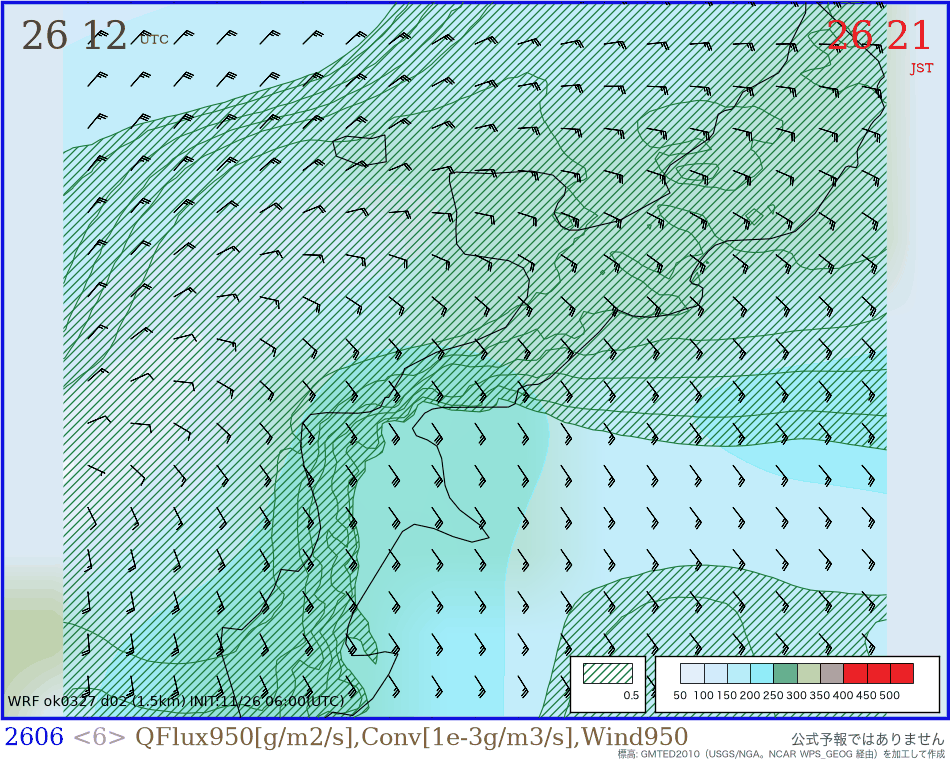 26 12 UTC
26 21
JST
0.5
50 100 150 200 250 300 350 400 450 500
WRF ok0327 d02 (1.5km) INIT:11/26 06:00(UTC)
2606 <6> QFlux950[g/m2/s],Conv[1e-3g/m3/s],Wind950
公式予報ではありません
標高: GMTED2010（USGS/NGA。NCAR WPS_GEOG 経由）を加工して作成